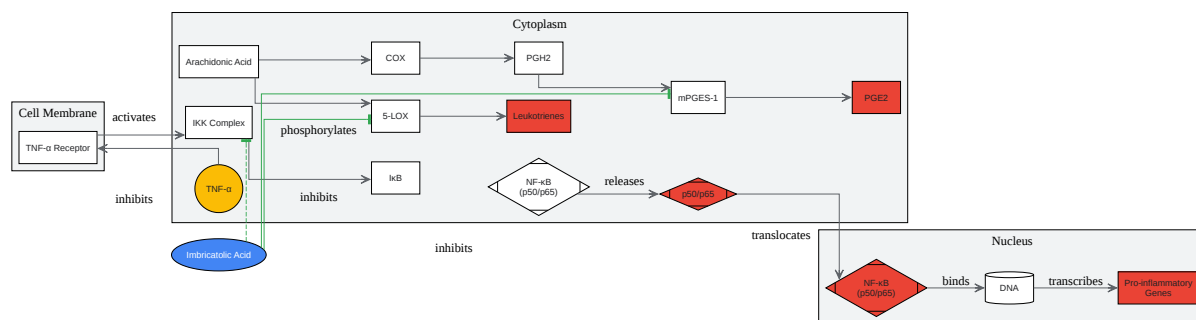 Cytoplasm
Arachidonic Acid
COX
PGH2
mPGES-1
PGE2
Cell Membrane
activates
IKK Complex
5-LOX
Leukotrienes
phosphorylates
TNF-α Receptor
TNF-α
IκB
NF-κB
(p50/p65)
releases
p50/p65
inhibits
inhibits
Imbricatolic Acid
inhibits
translocates
Nucleus
NF-κB
(p50/p65)
binds
DNA
transcribes
Pro-inflammatory
Genes